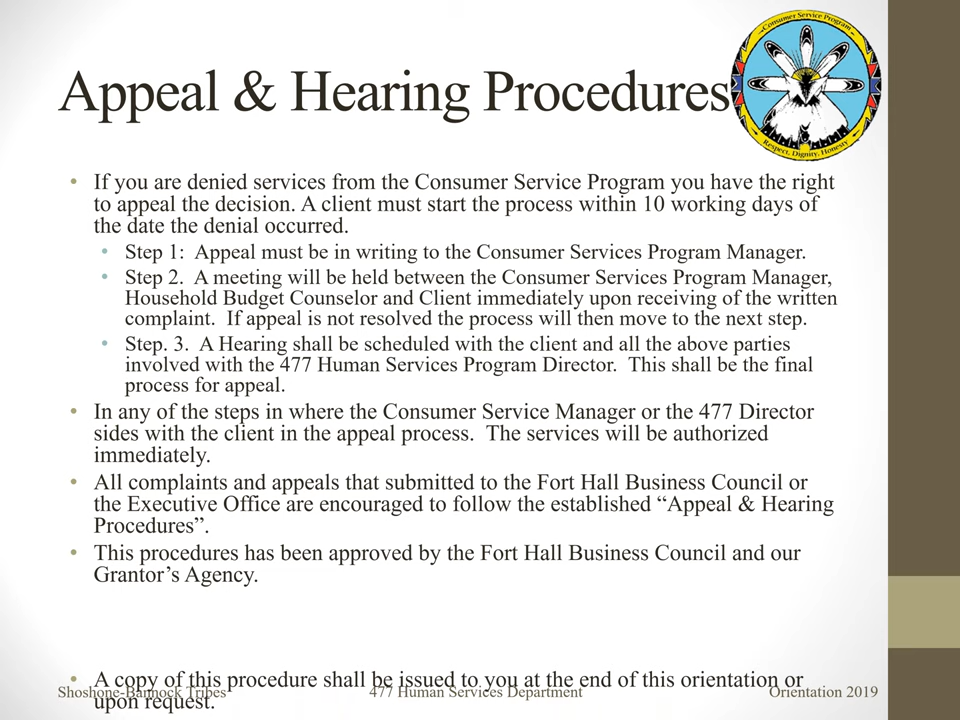 Appeal & Hearing Procedures
~Consumer Service Program~
Respect, Dignity, Honesty
• If you are denied services from the Consumer Service Program you have the right
to appeal the decision. A client must start the process within 10 working days of
the date the denial occurred.
• Step 1:  Appeal must be in writing to the Consumer Services Program Manager.
• Step 2.  A meeting will be held between the Consumer Services Program Manager,
Household Budget Counselor and Client immediately upon receiving of the written
complaint.  If appeal is not resolved the process will then move to the next step.
• Step. 3.  A Hearing shall be scheduled with the client and all the above parties
involved with the 477 Human Services Program Director.  This shall be the final
process for appeal.
• In any of the steps in where the Consumer Service Manager or the 477 Director
sides with the client in the appeal process.  The services will be authorized
immediately.
• All complaints and appeals that submitted to the Fort Hall Business Council or
the Executive Office are encouraged to follow the established “Appeal & Hearing
Procedures”.
• This procedures has been approved by the Fort Hall Business Council and our
Grantor’s Agency.
• A copy of this procedure shall be issued to you at the end of this orientation or
upon request.
Shoshone-Bannock Tribes
477 Human Services Department
Orientation 2019